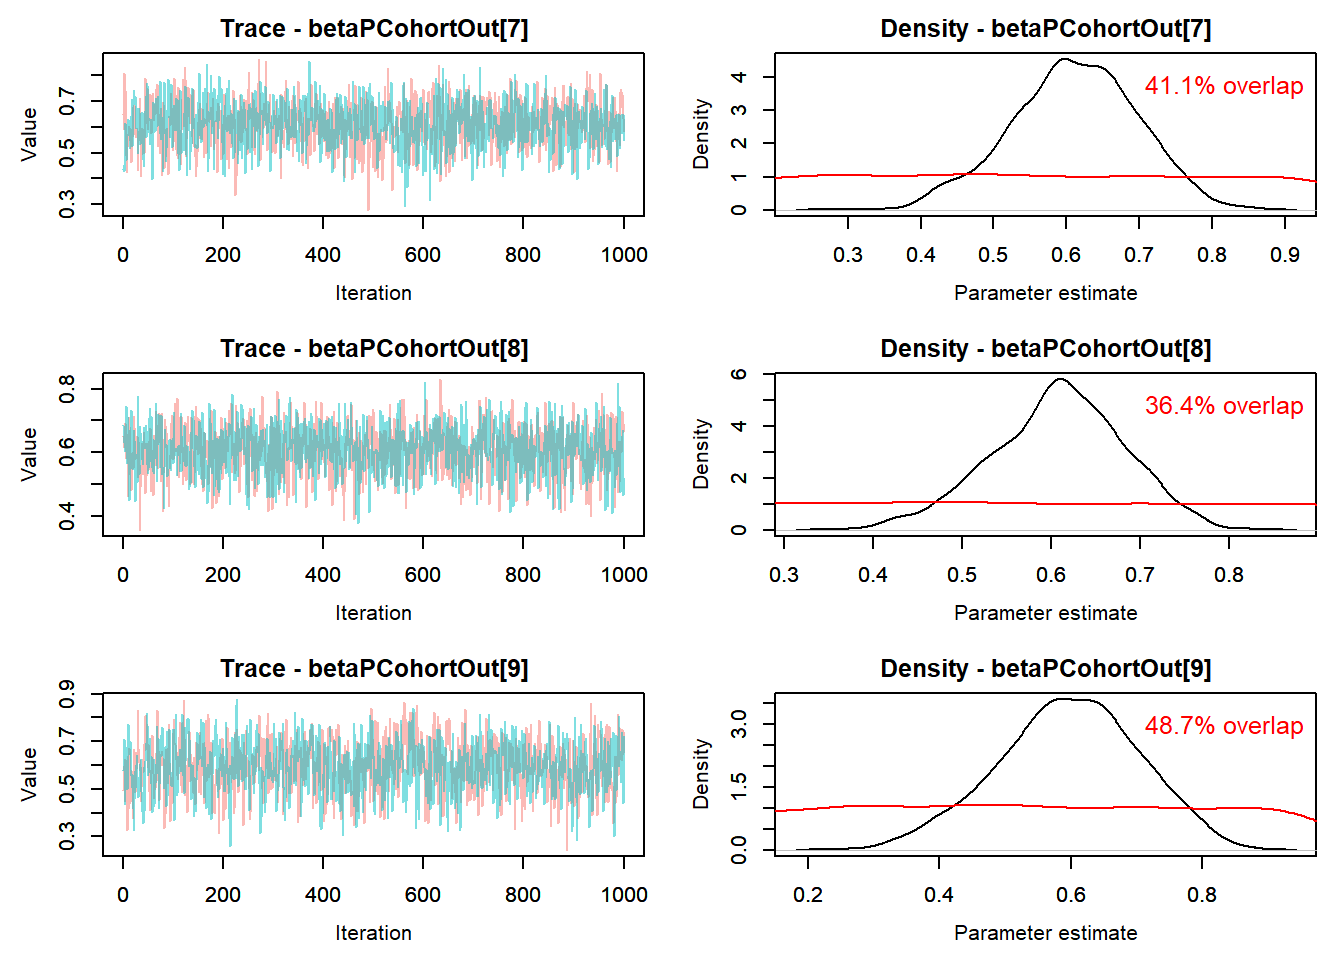 Trace - betaPCohortOut[7]
Value
0.3 0.5 0.7
0 200 400 600 800 1000
Iteration
Density - betaPCohortOut[7]
41.1% overlap
Density
0 1 2 3 4
0.3 0.4 0.5 0.6 0.7 0.8 0.9
Parameter estimate
Trace - betaPCohortOut[8]
Value
0.4 0.6 0.8
0 200 400 600 800 1000
Iteration
Density - betaPCohortOut[8]
36.4% overlap
Density
0 2 4 6
0.3 0.4 0.5 0.6 0.7 0.8
Parameter estimate
Trace - betaPCohortOut[9]
Value
0.3 0.5 0.7 0.9
0 200 400 600 800 1000
Iteration
Density - betaPCohortOut[9]
48.7% overlap
Density
0.0 1.5 3.0
0.2 0.4 0.6 0.8
Parameter estimate